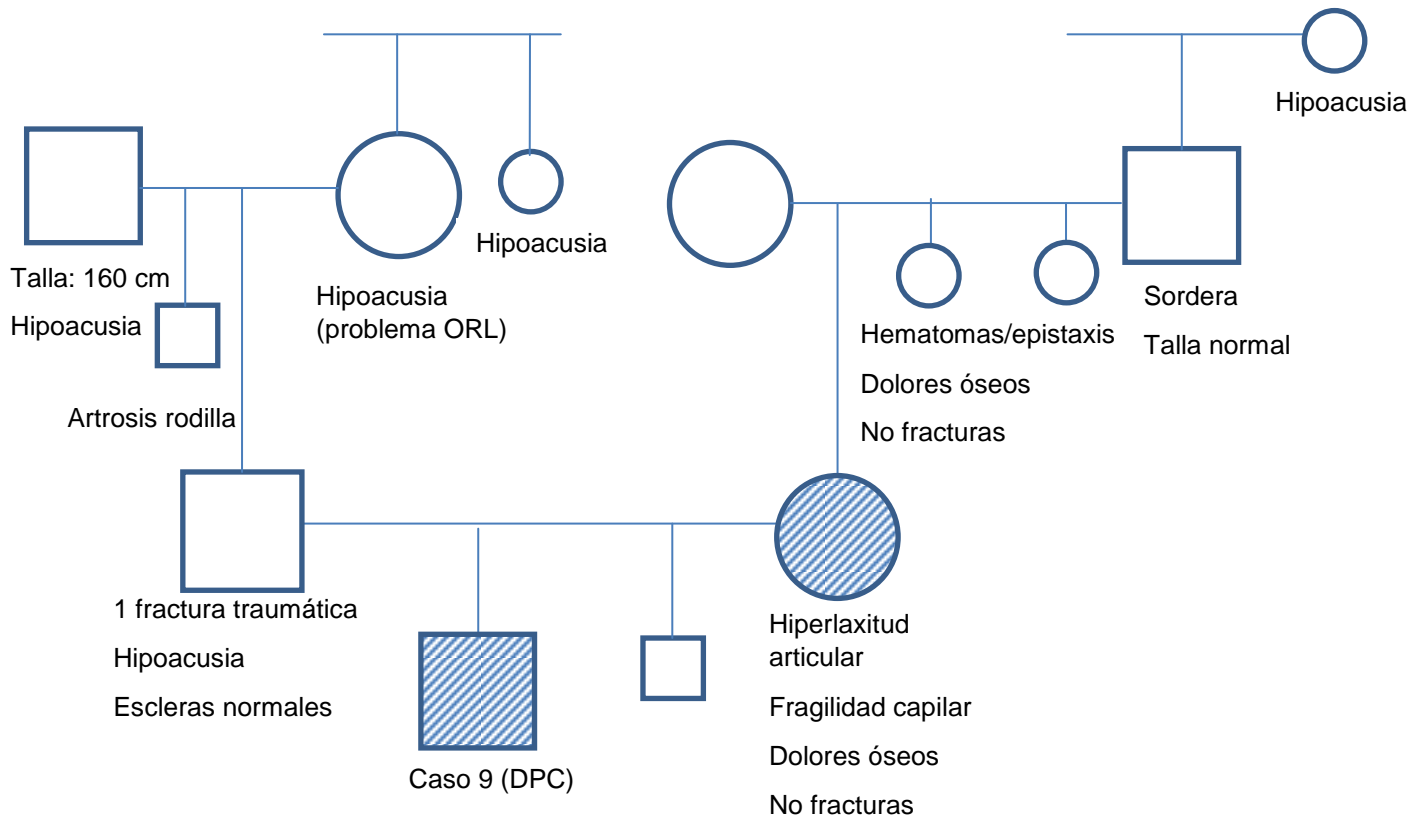 Hipoacusia
Hipoacusia
Talla: 160 cm
Hipoacusia
Hipoacusia
(problema ORL)
Sordera
Talla normal
Hematomas/epistaxis
Dolores óseos
No fracturas
Artrosis rodilla
1 fractura traumática
Hipoacusia
Escleras normales
Caso 9 (DPC)
Hiperlaxitud
articular
Fragilidad capilar
Dolores óseos
No fracturas